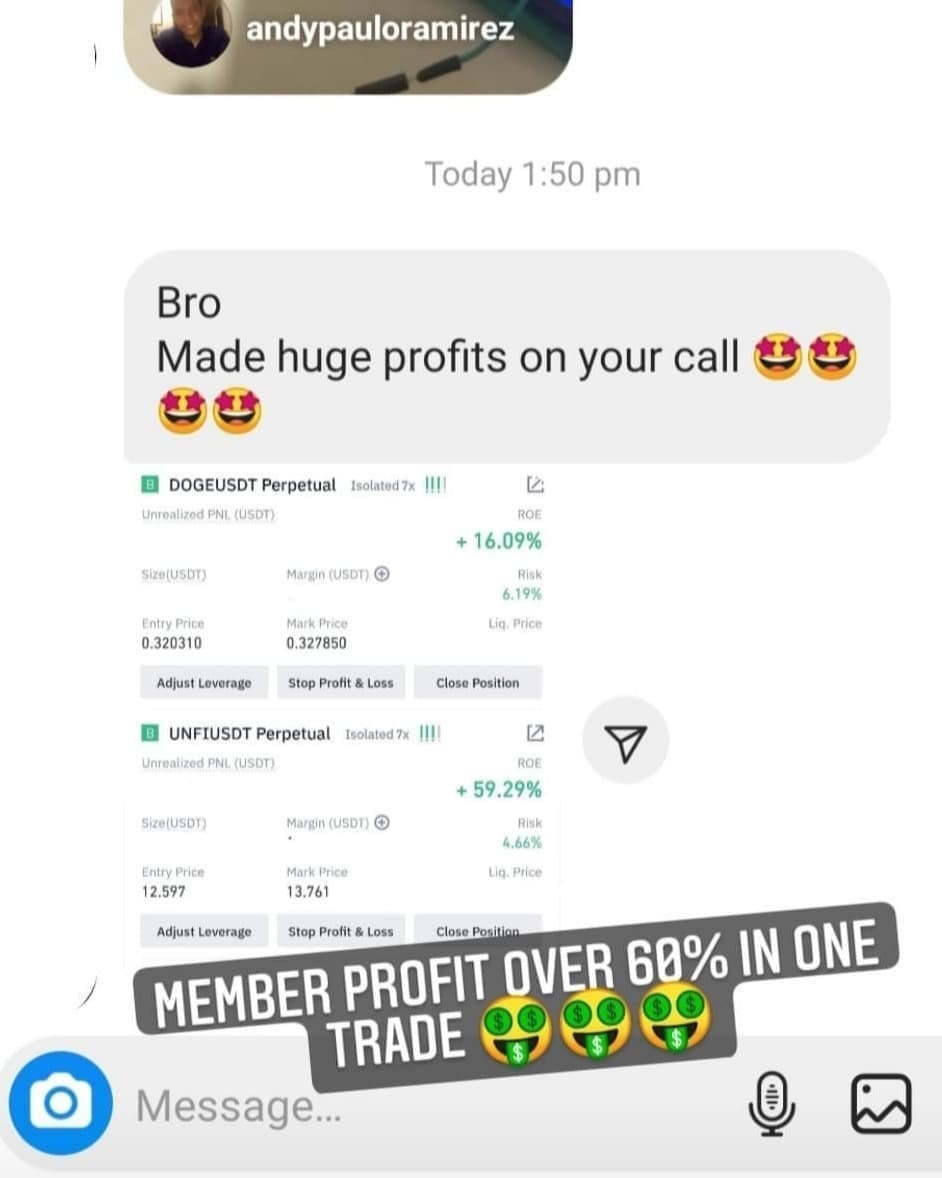 andypauloramirez
Today 1:50 pm
Bro
Made huge profits on your call 🤩🤩
🤩🤩
B DOGEUSDT Perpetual Isolated 7x !!!!
Unrealized PNL (USDT) ROE
+ 16.09%
Size(USDT) Margin (USDT) Risk
6.19%
Entry Price Mark Price Liq. Price
0.320310 0.327850
Adjust Leverage Stop Profit & Loss Close Position
B UNFIUSDT Perpetual Isolated 7x !!!!
Unrealized PNL (USDT) ROE
+ 59.29%
Size(USDT) Margin (USDT) Risk
4.66%
Entry Price Mark Price Liq. Price
12.597 13.761
Adjust Leverage Stop Profit & Loss Close Position
MEMBER PROFIT OVER 60% IN ONE
TRADE 🤑🤑🤑
Message...